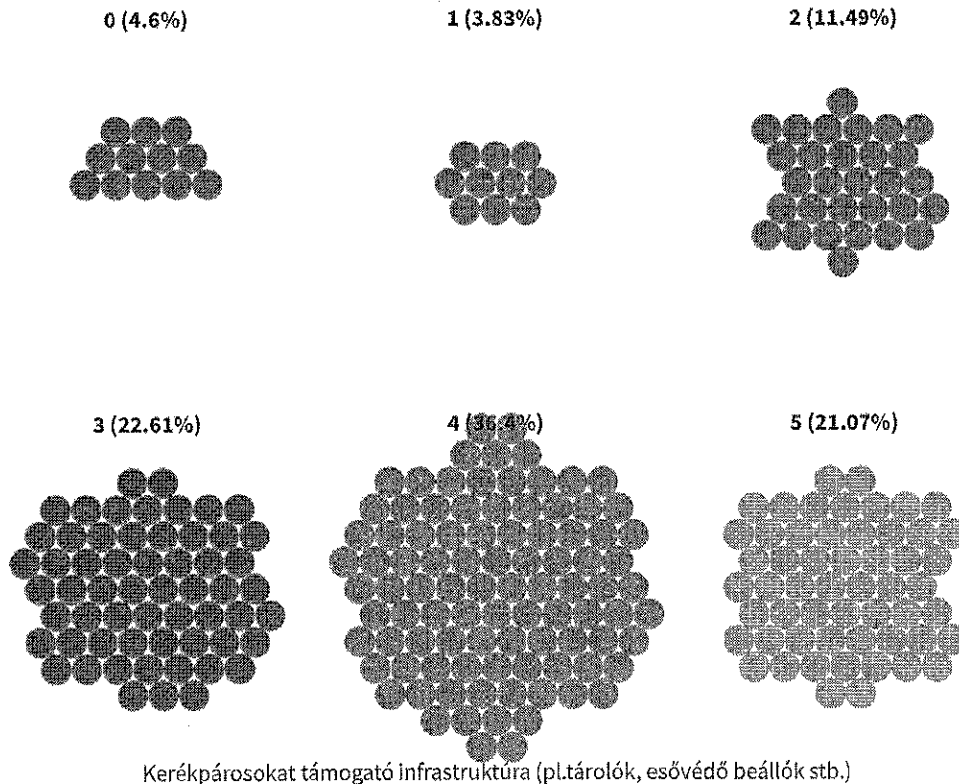 0 (4.6%) 1 (3.83%) 2 (11.49%)
3 (22.61%) 4 (36.4%) 5 (21.07%)
Kerékpárosokat támogató infrastruktúra (pl.tárolók, esővédő beállók stb.)